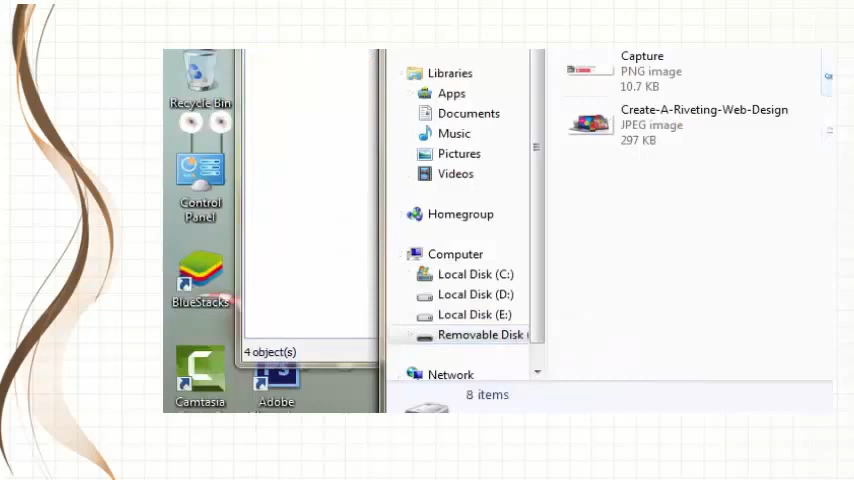 Recycle Bin
Control
Panel
BlueStacks
Camtasia
Adobe
4 object(s)
Libraries
Apps
Documents
Music
Pictures
Videos
Homegroup
Computer
Local Disk (C:)
Local Disk (D:)
Local Disk (E:)
Removable Disk (
Network
Capture
PNG image
10.7 KB
Create-A-Riveting-Web-Design
JPEG image
297 KB
8 items